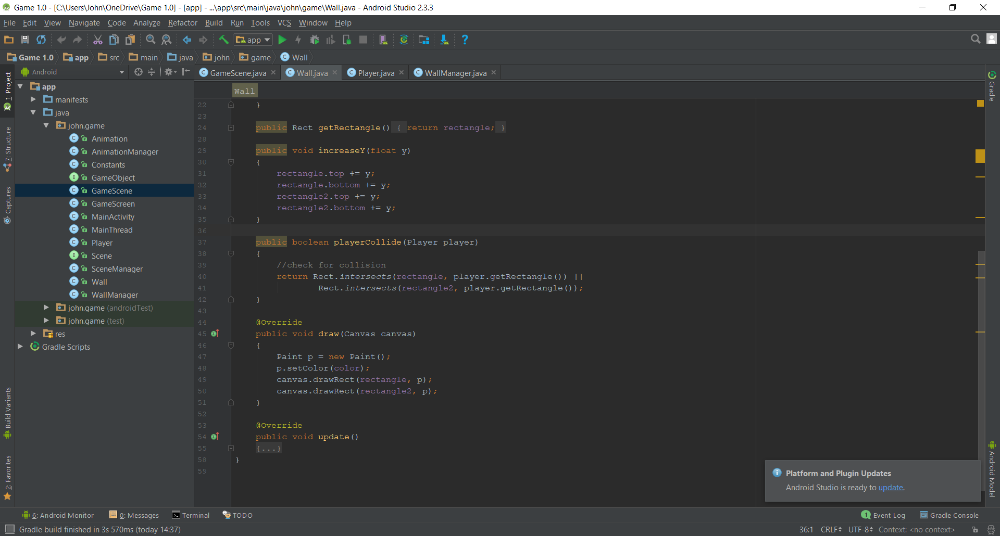 Game 1.0 - [C:\Users\John\OneDrive\Game 1.0] - [app] - ...\app\src\main\java\john\game\Wall.java - Android Studio 2.3.3
File Edit View Navigate Code Analyze Refactor Build Run Tools VCS Window Help
app
Game 1.0 app src main java john game Wall
Android
GameScene.java Wall.java Player.java WallManager.java
1: Project
Z: Structure
Captures
Build Variants
2: Favorites
app
manifests
java
john.game
Animation
AnimationManager
Constants
GameObject
GameScene
GameScreen
MainActivity
MainThread
Player
Scene
SceneManager
Wall
WallManager
john.game (androidTest)
john.game (test)
res
Gradle Scripts
Wall
22 }
23
24 public Rect getRectangle() { return rectangle; }
28
29 public void increaseY(float y)
30 {
31 rectangle.top += y;
32 rectangle.bottom += y;
33 rectangle2.top += y;
34 rectangle2.bottom += y;
35 }
36
37 public boolean playerCollide(Player player)
38 {
39 //check for collision
40 return Rect.intersects(rectangle, player.getRectangle()) ||
41 Rect.intersects(rectangle2, player.getRectangle());
42 }
43
44 @Override
45 public void draw(Canvas canvas)
46 {
47 Paint p = new Paint();
48 p.setColor(color);
49 canvas.drawRect(rectangle, p);
50 canvas.drawRect(rectangle2, p);
51 }
52
53 @Override
54 public void update()
55 {...}
58 }
59
Gradle
Android Model
Platform and Plugin Updates
Android Studio is ready to update.
6: Android Monitor 0: Messages Terminal TODO 1 Event Log Gradle Console
Gradle build finished in 3s 570ms (today 14:37) 36:1 CRLF UTF-8 Context: <no context>